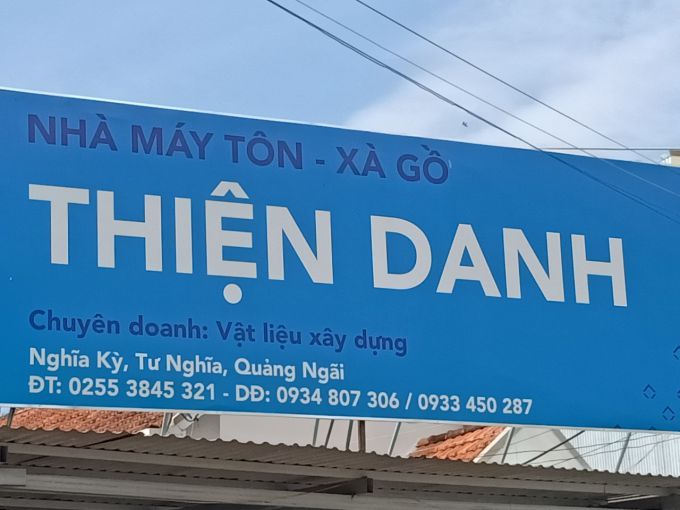 NHÀ MÁY TÔN - XÀ GỒ
THIỆN DANH
Chuyên doanh: Vật liệu xây dựng
Nghĩa Kỳ, Tư Nghĩa, Quảng Ngãi
ĐT: 0255 3845 321 - DĐ: 0934 807 306 / 0933 450 287